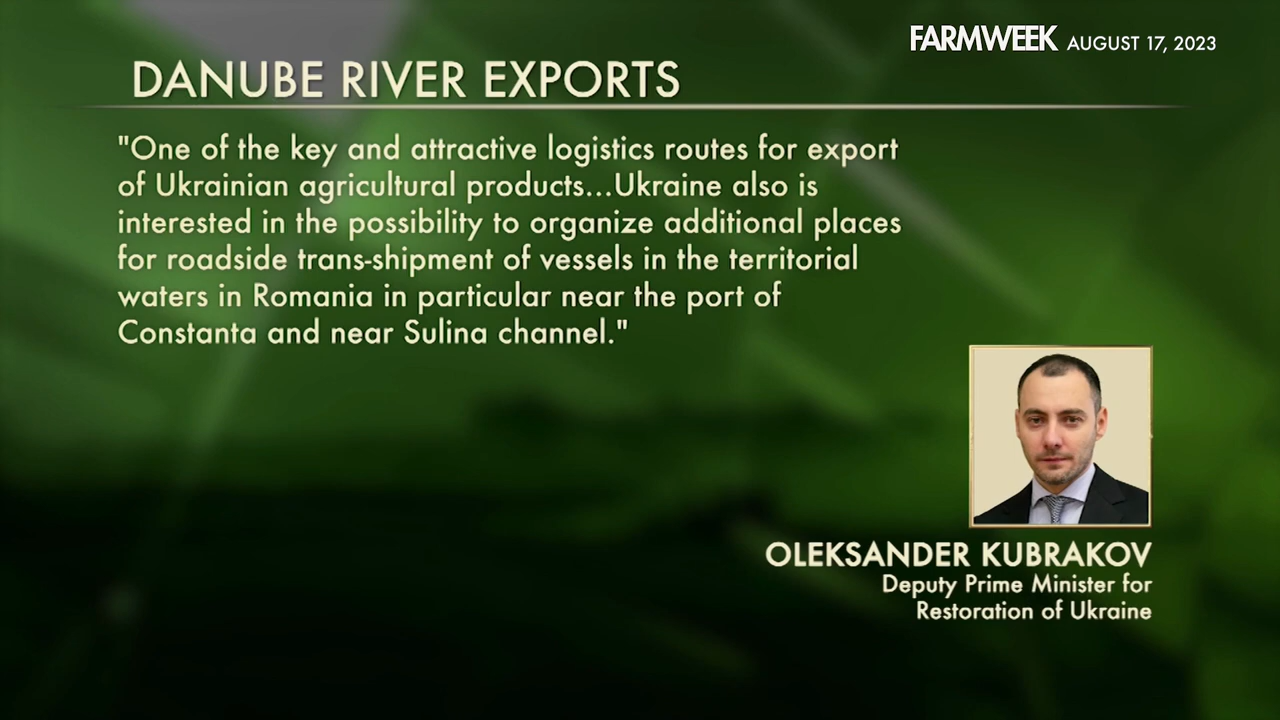 FARMWEEK AUGUST 17, 2023
DANUBE RIVER EXPORTS
"One of the key and attractive logistics routes for export
of Ukrainian agricultural products...Ukraine also is
interested in the possibility to organize additional places
for roadside trans-shipment of vessels in the territorial
waters in Romania in particular near the port of
Constanta and near Sulina channel."
OLEKSANDER KUBRAKOV
Deputy Prime Minister for
Restoration of Ukraine